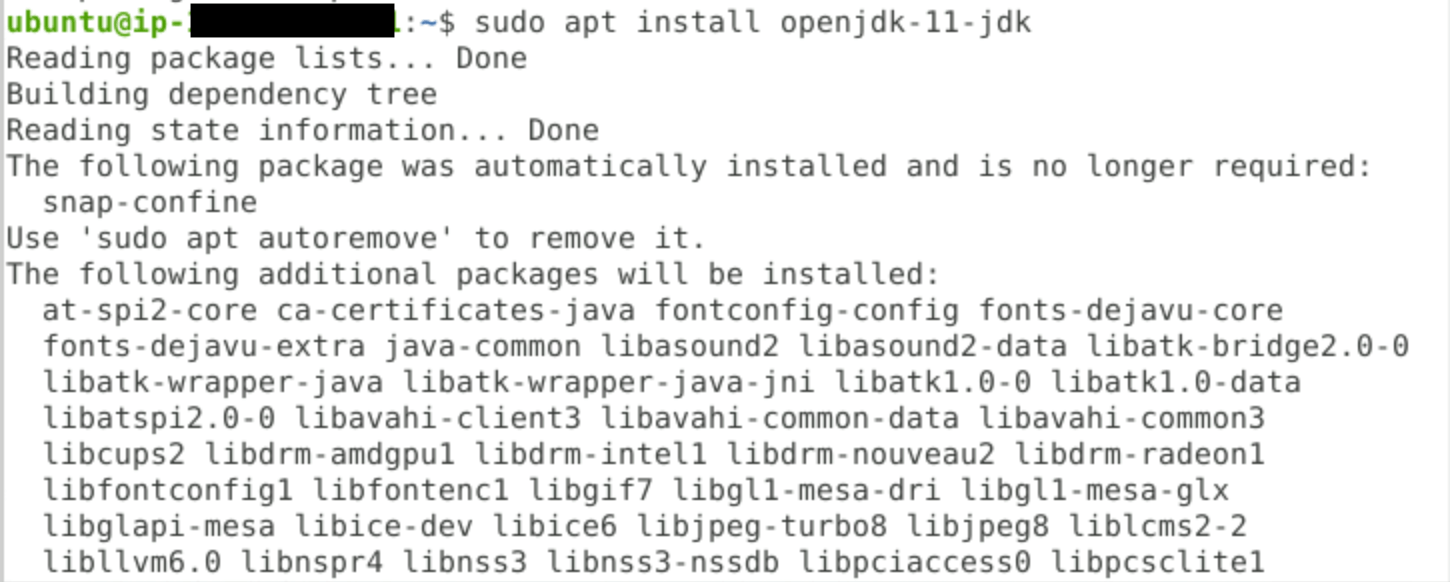 ubuntu@ip-:~$ sudo apt install openjdk-11-jdk
Reading package lists... Done
Building dependency tree
Reading state information... Done
The following package was automatically installed and is no longer required:
  snap-confine
Use 'sudo apt autoremove' to remove it.
The following additional packages will be installed:
  at-spi2-core ca-certificates-java fontconfig-config fonts-dejavu-core
  fonts-dejavu-extra java-common libasound2 libasound2-data libatk-bridge2.0-0
  libatk-wrapper-java libatk-wrapper-java-jni libatk1.0-0 libatk1.0-data
  libatspi2.0-0 libavahi-client3 libavahi-common-data libavahi-common3
  libcups2 libdrm-amdgpu1 libdrm-intel1 libdrm-nouveau2 libdrm-radeon1
  libfontconfig1 libfontenc1 libgif7 libgl1-mesa-dri libgl1-mesa-glx
  libglapi-mesa libice-dev libice6 libjpeg-turbo8 libjpeg8 liblcms2-2
  libllvm6.0 libnspr4 libnss3 libnss3-nssdb libpciaccess0 libpcsclite1